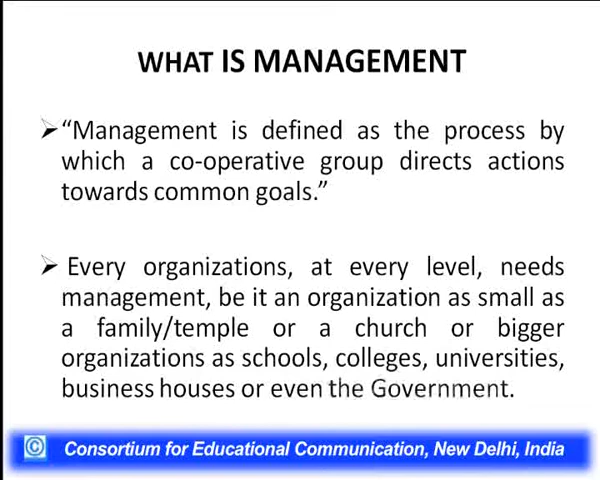 WHAT IS MANAGEMENT
“Management is defined as the process by
which a co-operative group directs actions
towards common goals.”
Every organizations, at every level, needs
management, be it an organization as small as
a family/temple or a church or bigger
organizations as schools, colleges, universities,
business houses or even the Government.
© Consortium for Educational Communication, New Delhi, India